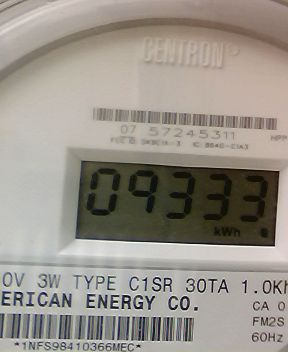 CENTRON®
07 57245311
09333
kWh
0V 3W TYPE C1SR 30TA 1.0Kh
ERICAN ENERGY CO.
CA 0
FM2S
60Hz
*1NFS98410366MEC*